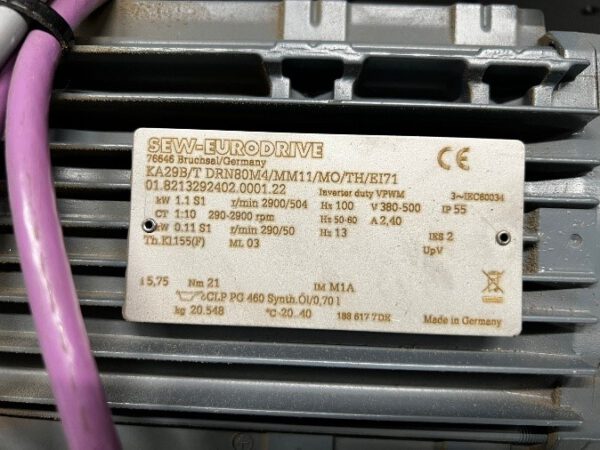 SEW-EURODRIVE
76646 Bruchsal/Germany
CE
KA29B/T DRN80M4/MM11/MO/TH/EI71
01.8213292402.0001.22 Inverter duty VPWM 3~IEC60034
kW 1.1 S1 r/min 2900/504 Hz 100 V 380-500 IP 55
CT 1:10 290-2900 rpm Hz 50-60 A 2,40
kW 0.11 S1 r/min 290/50 Hz 13 IES 2
Th.Kl.155(F) ML 03 UpV
i 5,75 Nm 21 IM M1A
CLP PG 460 Synth.Öl/0,70 l
kg 20.548 °C -20..40 188 617 7DE Made in Germany